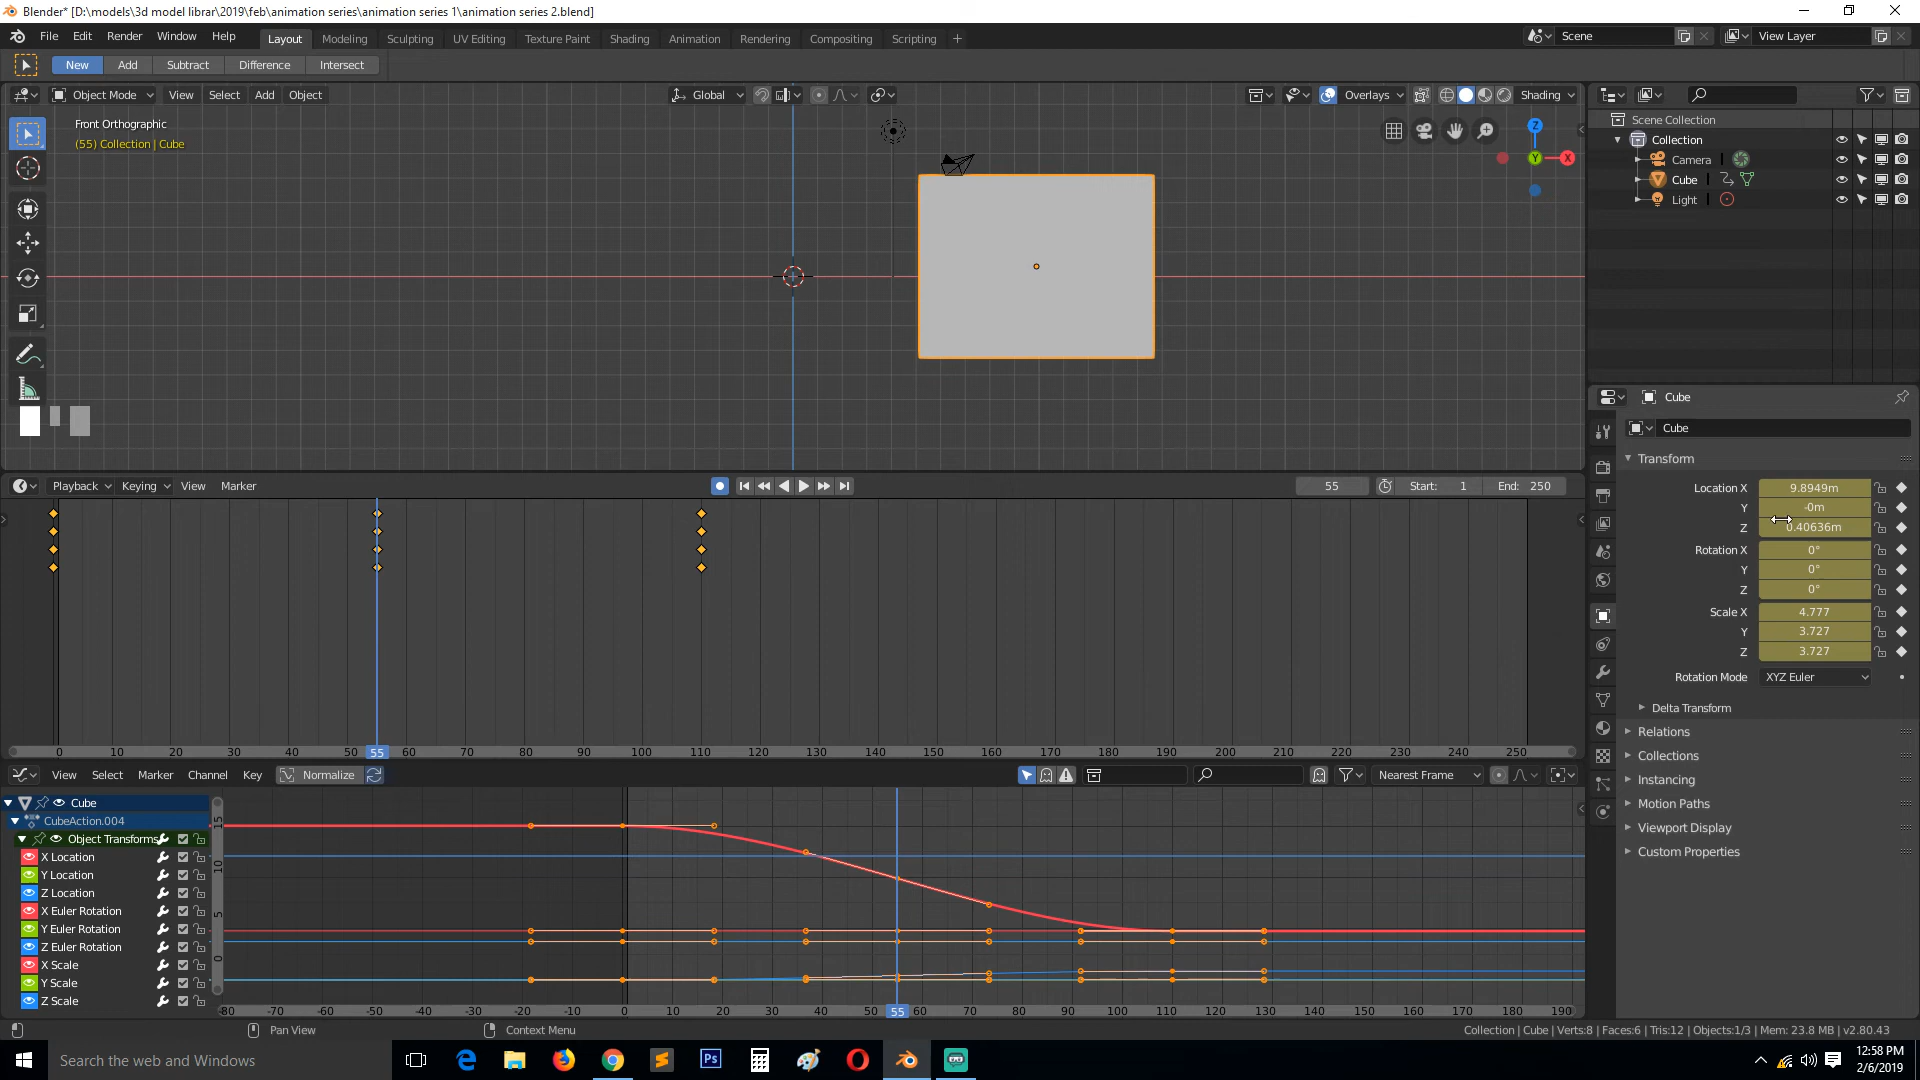 Blender* [D:\models\3d model librar\2019\feb\animation series\animation series 1\animation series 2.blend]
File Edit Render Window Help Layout Modeling Sculpting UV Editing Texture Paint Shading Animation Rendering Compositing Scripting + Scene View Layer
New Add Subtract Difference Intersect
Object Mode View Select Add Object Global Overlays Shading
Front Orthographic
(55) Collection | Cube
Z
Y
X
Scene Collection
Collection
Camera
Cube
Light
Cube
Cube
Transform
Location X 9.8949m
Y -0m
Z 0.40636m
Rotation X 0°
Y 0°
Z 0°
Scale X 4.777
Y 3.727
Z 3.727
Rotation Mode XYZ Euler
Delta Transform
Relations
Collections
Instancing
Motion Paths
Viewport Display
Custom Properties
Playback Keying View Marker 55 Start: 1 End: 250
0 10 20 30 40 50 55 60 70 80 90 100 110 120 130 140 150 160 170 180 190 200 210 220 230 240 250
View Select Marker Channel Key Normalize Nearest Frame
Cube
CubeAction.004
Object Transforms
X Location
Y Location
Z Location
X Euler Rotation
Y Euler Rotation
Z Euler Rotation
X Scale
Y Scale
Z Scale
15
10
5
0
-80 -70 -60 -50 -40 -30 -20 -10 0 10 20 30 40 50 55 60 70 80 90 100 110 120 130 140 150 160 170 180 190
Pan View Context Menu Collection | Cube | Verts:8 | Faces:6 | Tris:12 | Objects:1/3 | Mem: 23.8 MB | v2.80.43
Search the web and Windows
Ps
12:58 PM
2/6/2019